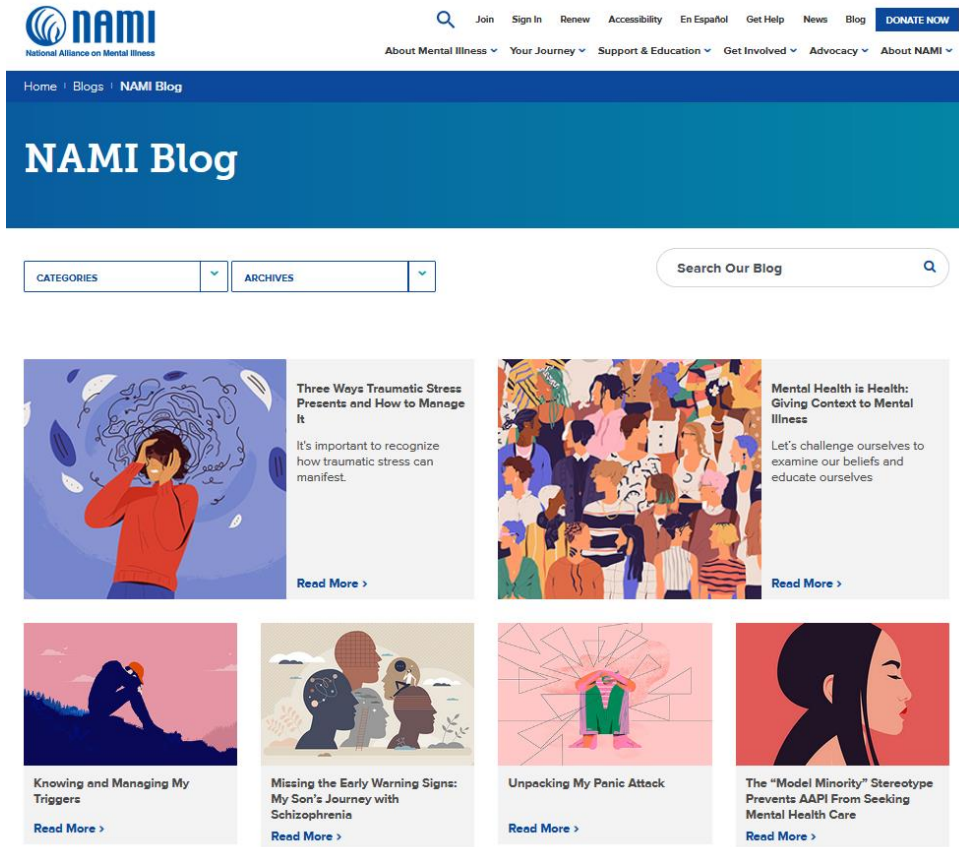 nami
National Alliance on Mental Illness
Join Sign In Renew Accessibility En Español Get Help News Blog DONATE NOW
About Mental Illness Your Journey Support & Education Get Involved Advocacy About NAMI
Home Blogs NAMI Blog
NAMI Blog
CATEGORIES
ARCHIVES
Search Our Blog
Three Ways Traumatic Stress
Presents and How to Manage
It
It's important to recognize
how traumatic stress can
manifest.
Read More >
Mental Health is Health:
Giving Context to Mental
Illness
Let's challenge ourselves to
examine our beliefs and
educate ourselves
Read More >
Knowing and Managing My
Triggers
Read More >
Missing the Early Warning Signs:
My Son's Journey with
Schizophrenia
Read More >
Unpacking My Panic Attack
Read More >
The “Model Minority” Stereotype
Prevents AAPI From Seeking
Mental Health Care
Read More >